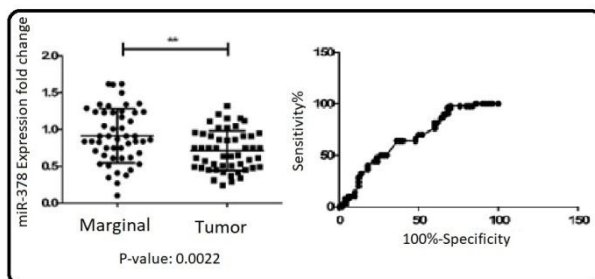 **
miR-378 Expression fold change
2.0
1.5
1.0
0.5
0.0
Marginal Tumor
P-value: 0.0022
Sensitivity%
150
100
50
0
0 50 100 150
100%-Specificity